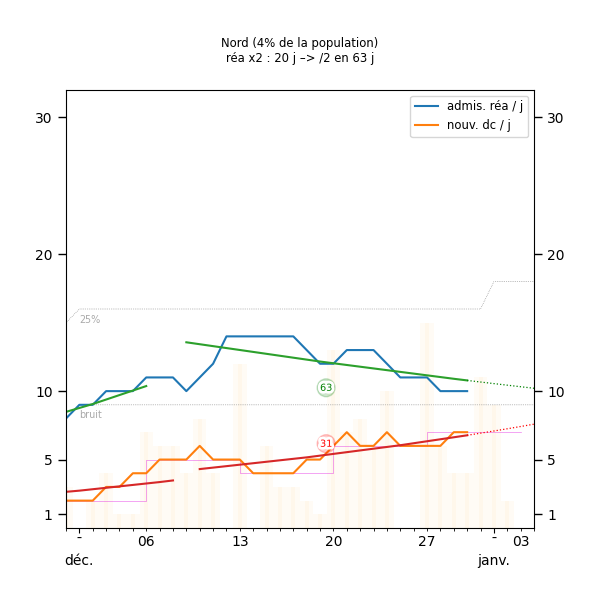 Nord (4% de la population)
réa x2 : 20 j –> /2 en 63 j
admis. réa / j
nouv. dc / j
30
30
20
20
25%
10
10
63
bruit
31
5
5
1
1
- 06 13 20 27 - 03
déc. janv.